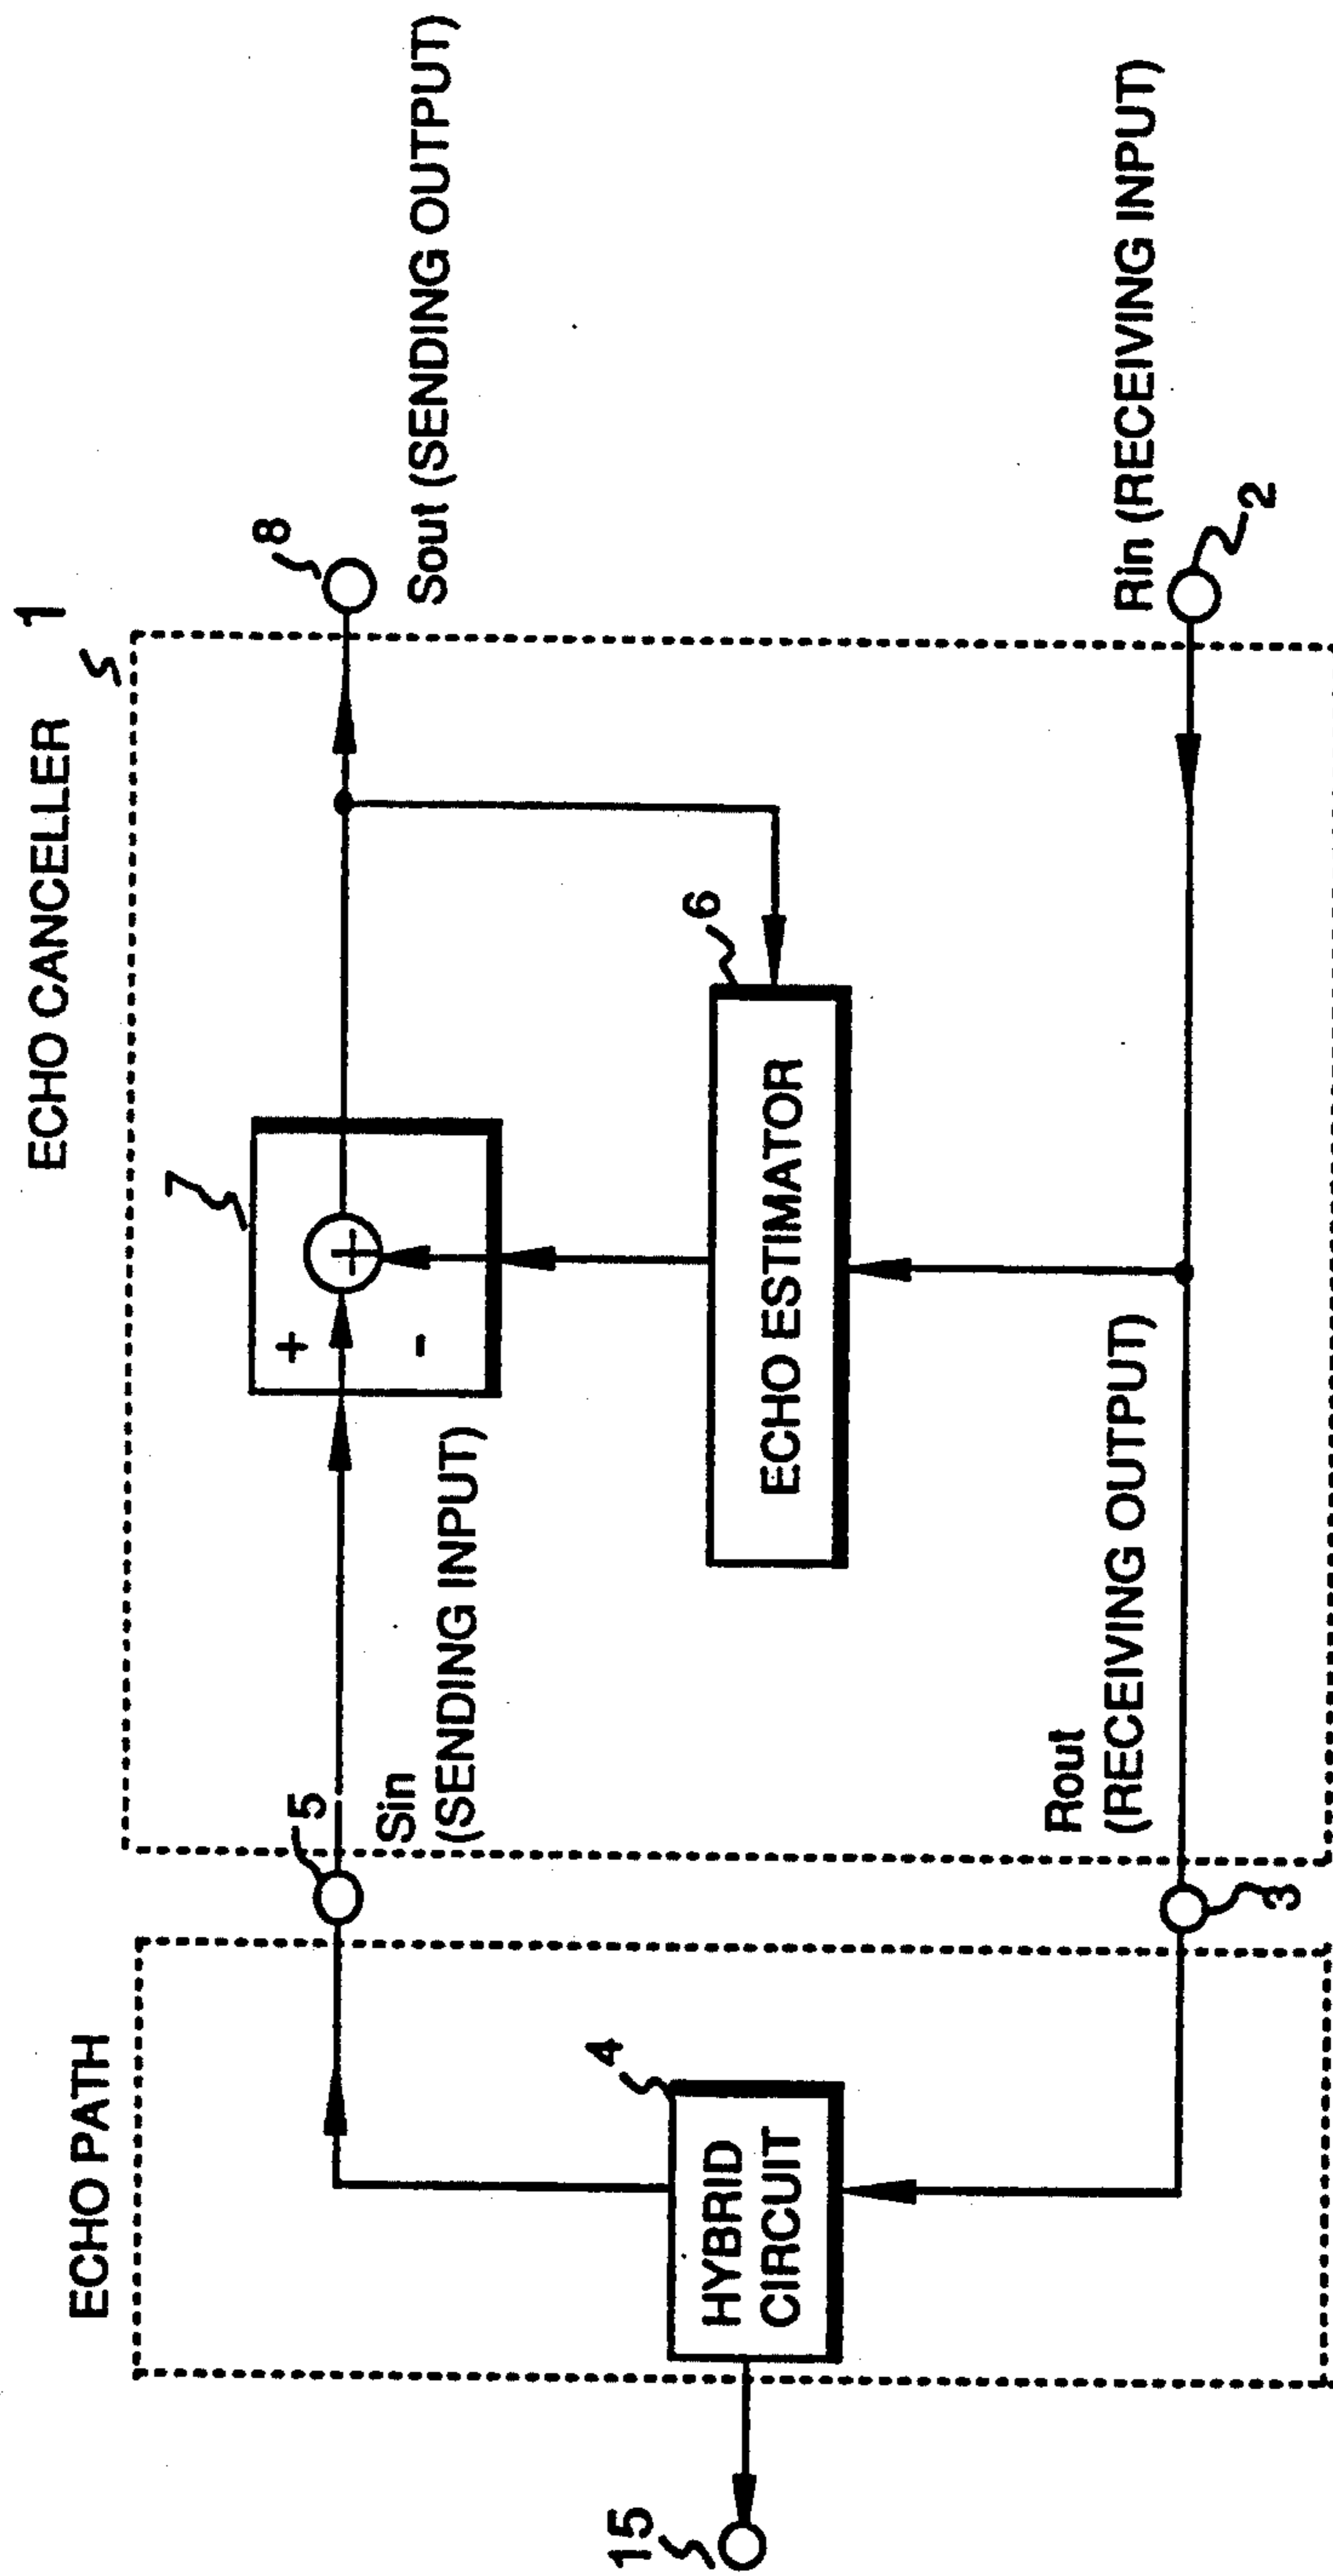 ECHO CANCELLER
1
ECHO PATH
7
8
5
Sin
(SENDING INPUT)
Sout (SENDING OUTPUT)
+
-
6
4
HYBRID
CIRCUIT
ECHO ESTIMATOR
15
Rout
(RECEIVING OUTPUT)
Rin (RECEIVING INPUT)
3
2